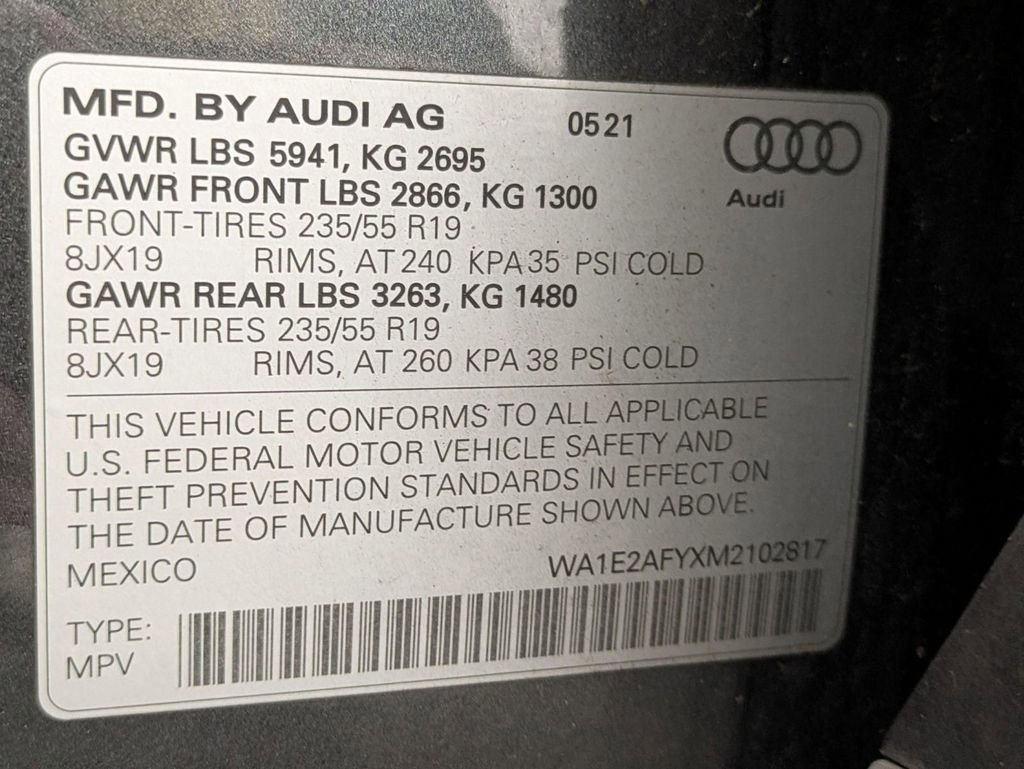 MFD. BY AUDI AG 0521
GVWR LBS 5941, KG 2695
GAWR FRONT LBS 2866, KG 1300
Audi
FRONT-TIRES 235/55 R19
8JX19 RIMS, AT 240 KPA 35 PSI COLD
GAWR REAR LBS 3263, KG 1480
REAR-TIRES 235/55 R19
8JX19 RIMS, AT 260 KPA 38 PSI COLD
THIS VEHICLE CONFORMS TO ALL APPLICABLE
U.S. FEDERAL MOTOR VEHICLE SAFETY AND
THEFT PREVENTION STANDARDS IN EFFECT ON
THE DATE OF MANUFACTURE SHOWN ABOVE.
MEXICO WA1E2AFYXM2102817
TYPE:
MPV